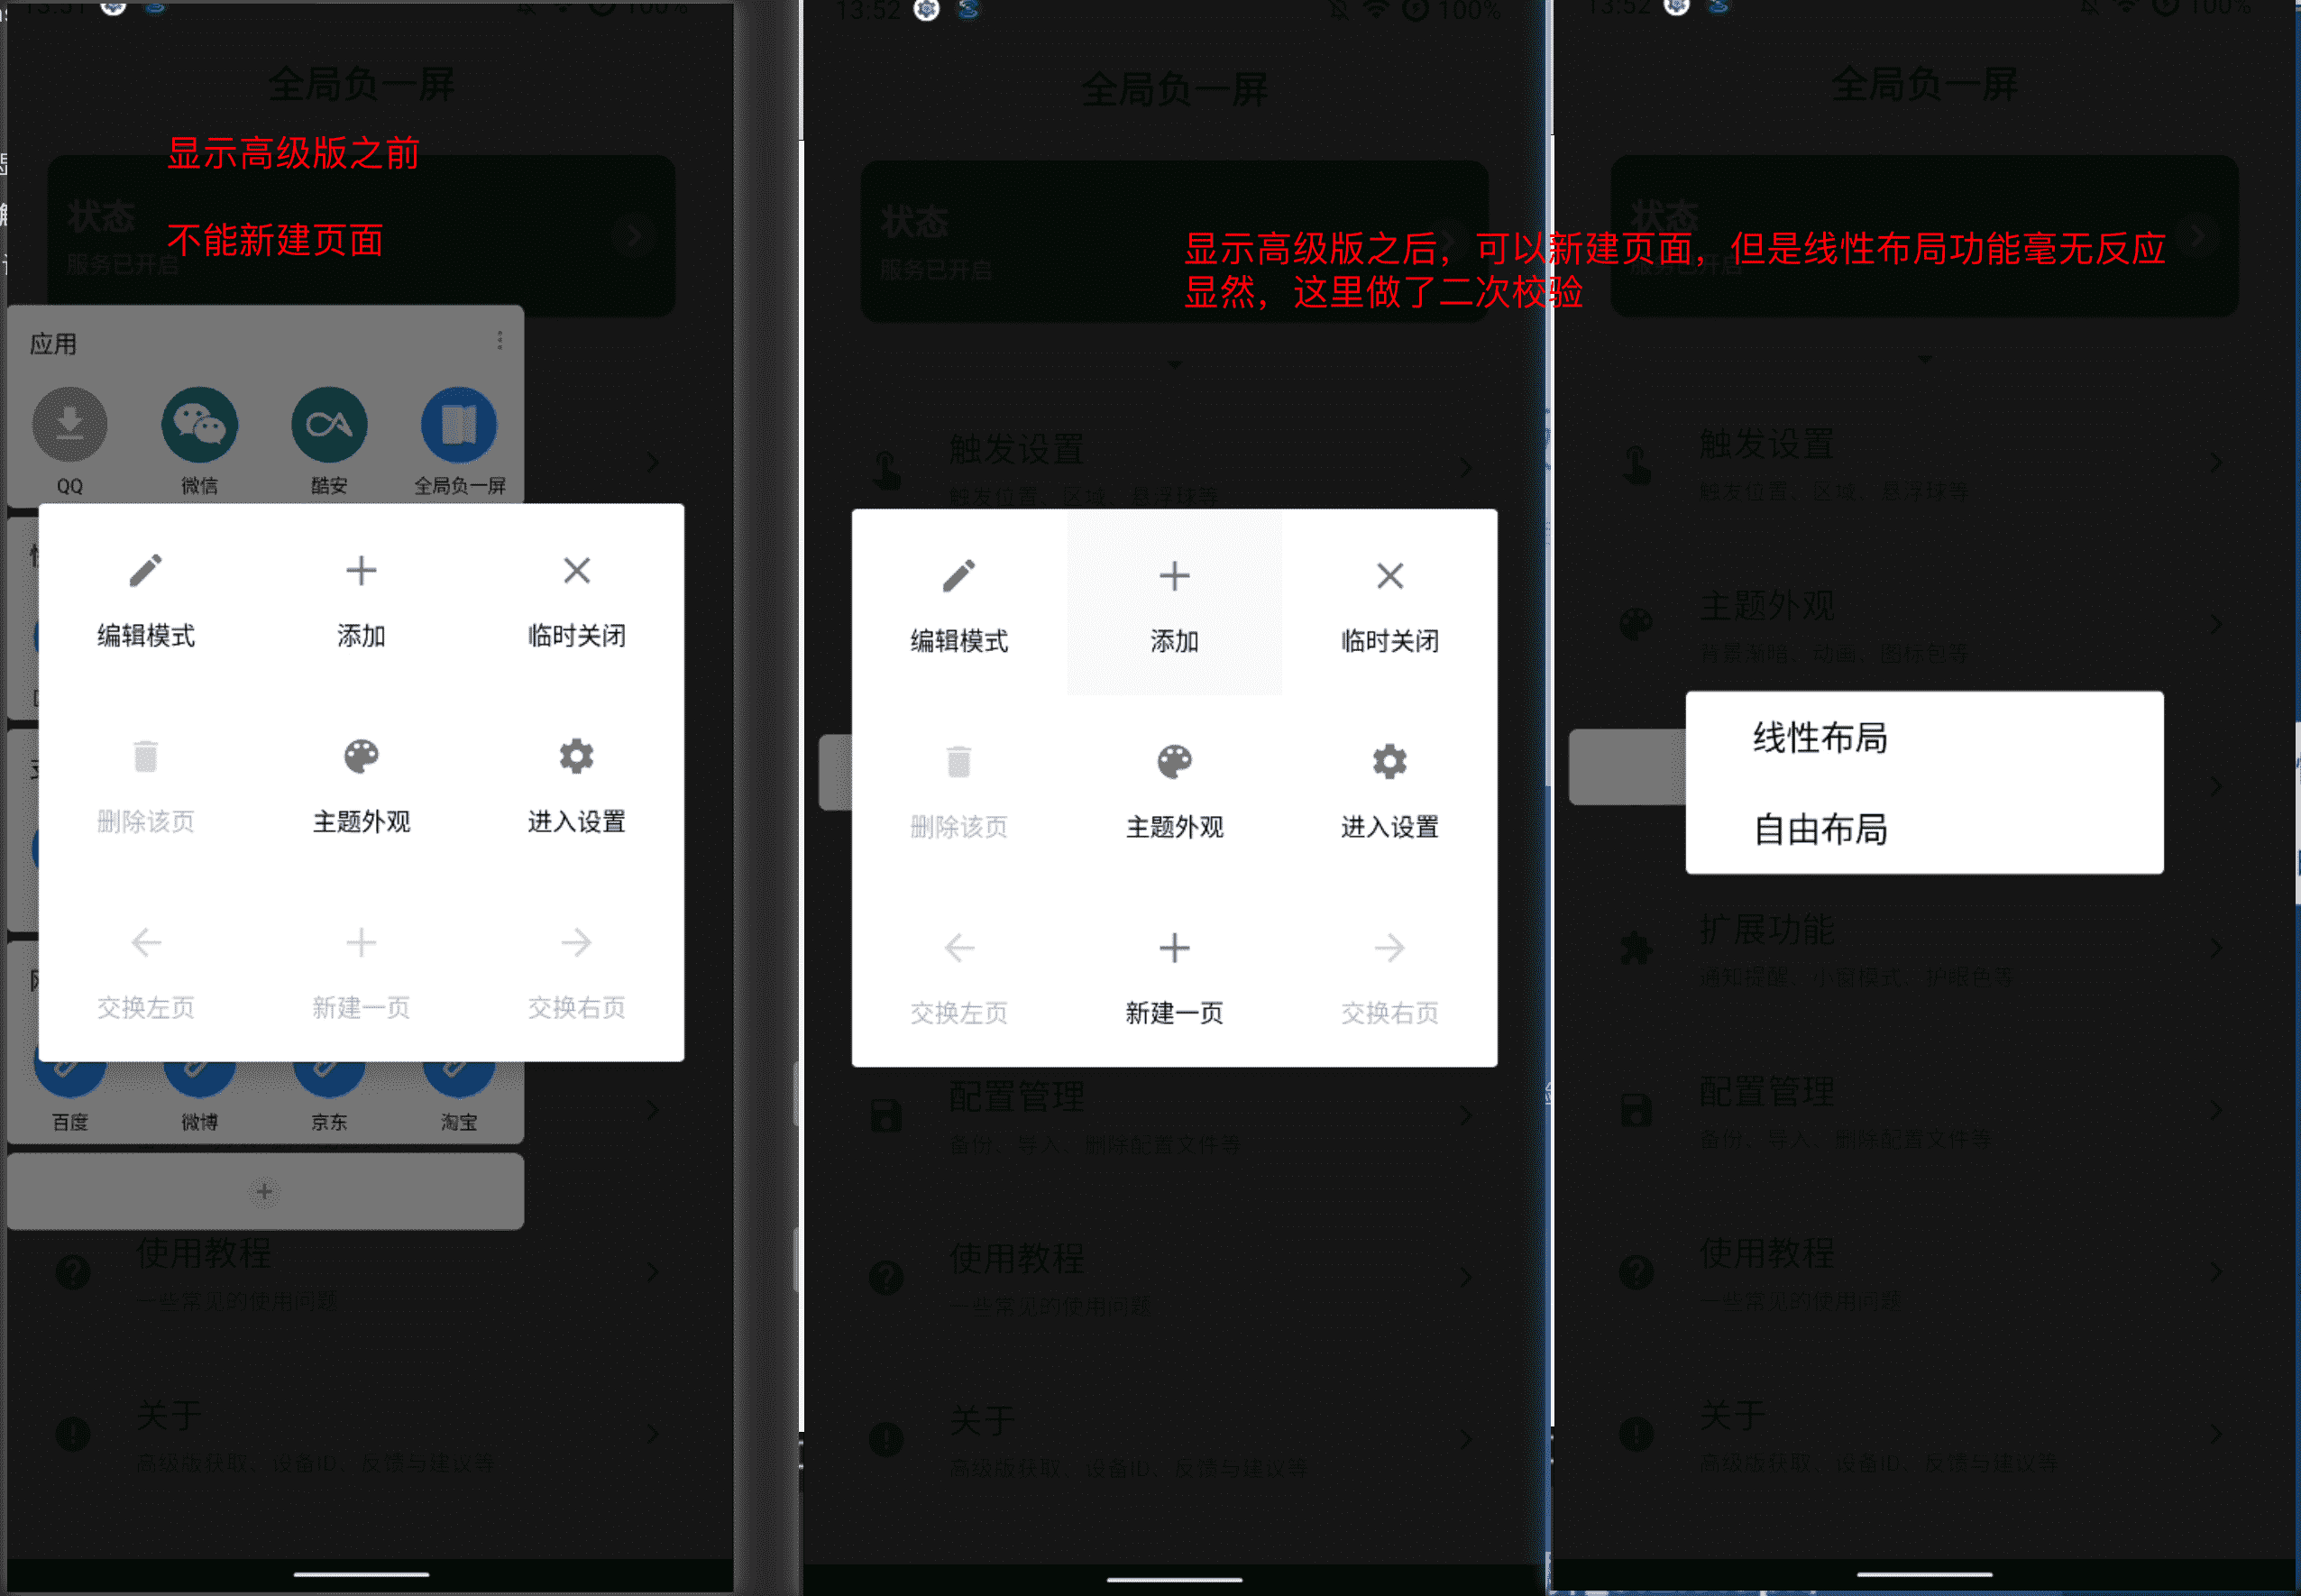 全局负一屏
显示高级版之前
状态
不能新建页面
服务已开启
应用
QQ
微信
酷安
全局负一屏
编辑模式
添加
临时关闭
删除该页
主题外观
进入设置
交换左页
新建一页
交换右页
百度
微博
京东
淘宝
使用教程
一些常见的使用问题
关于
高级版获取、设备ID、反馈与建议等
13:52
100%
全局负一屏
状态
服务已开启
显示高级版之后，可以新建页面，但是线性布局功能毫无反应
显然，这里做了二次校验
触发设置
触发位置、区域、悬浮球等
编辑模式
添加
临时关闭
删除该页
主题外观
进入设置
交换左页
新建一页
交换右页
配置管理
备份、导入、删除配置文件等
使用教程
一些常见的使用问题
关于
高级版获取、设备ID、反馈与建议等
13:52
100%
全局负一屏
状态
服务已开启
触发设置
触发位置、区域、悬浮球等
主题外观
背景渐暗、动画、图标包等
线性布局
自由布局
扩展功能
通知提醒、小窗模式、护眼色等
配置管理
备份、导入、删除配置文件等
使用教程
一些常见的使用问题
关于
高级版获取、设备ID、反馈与建议等